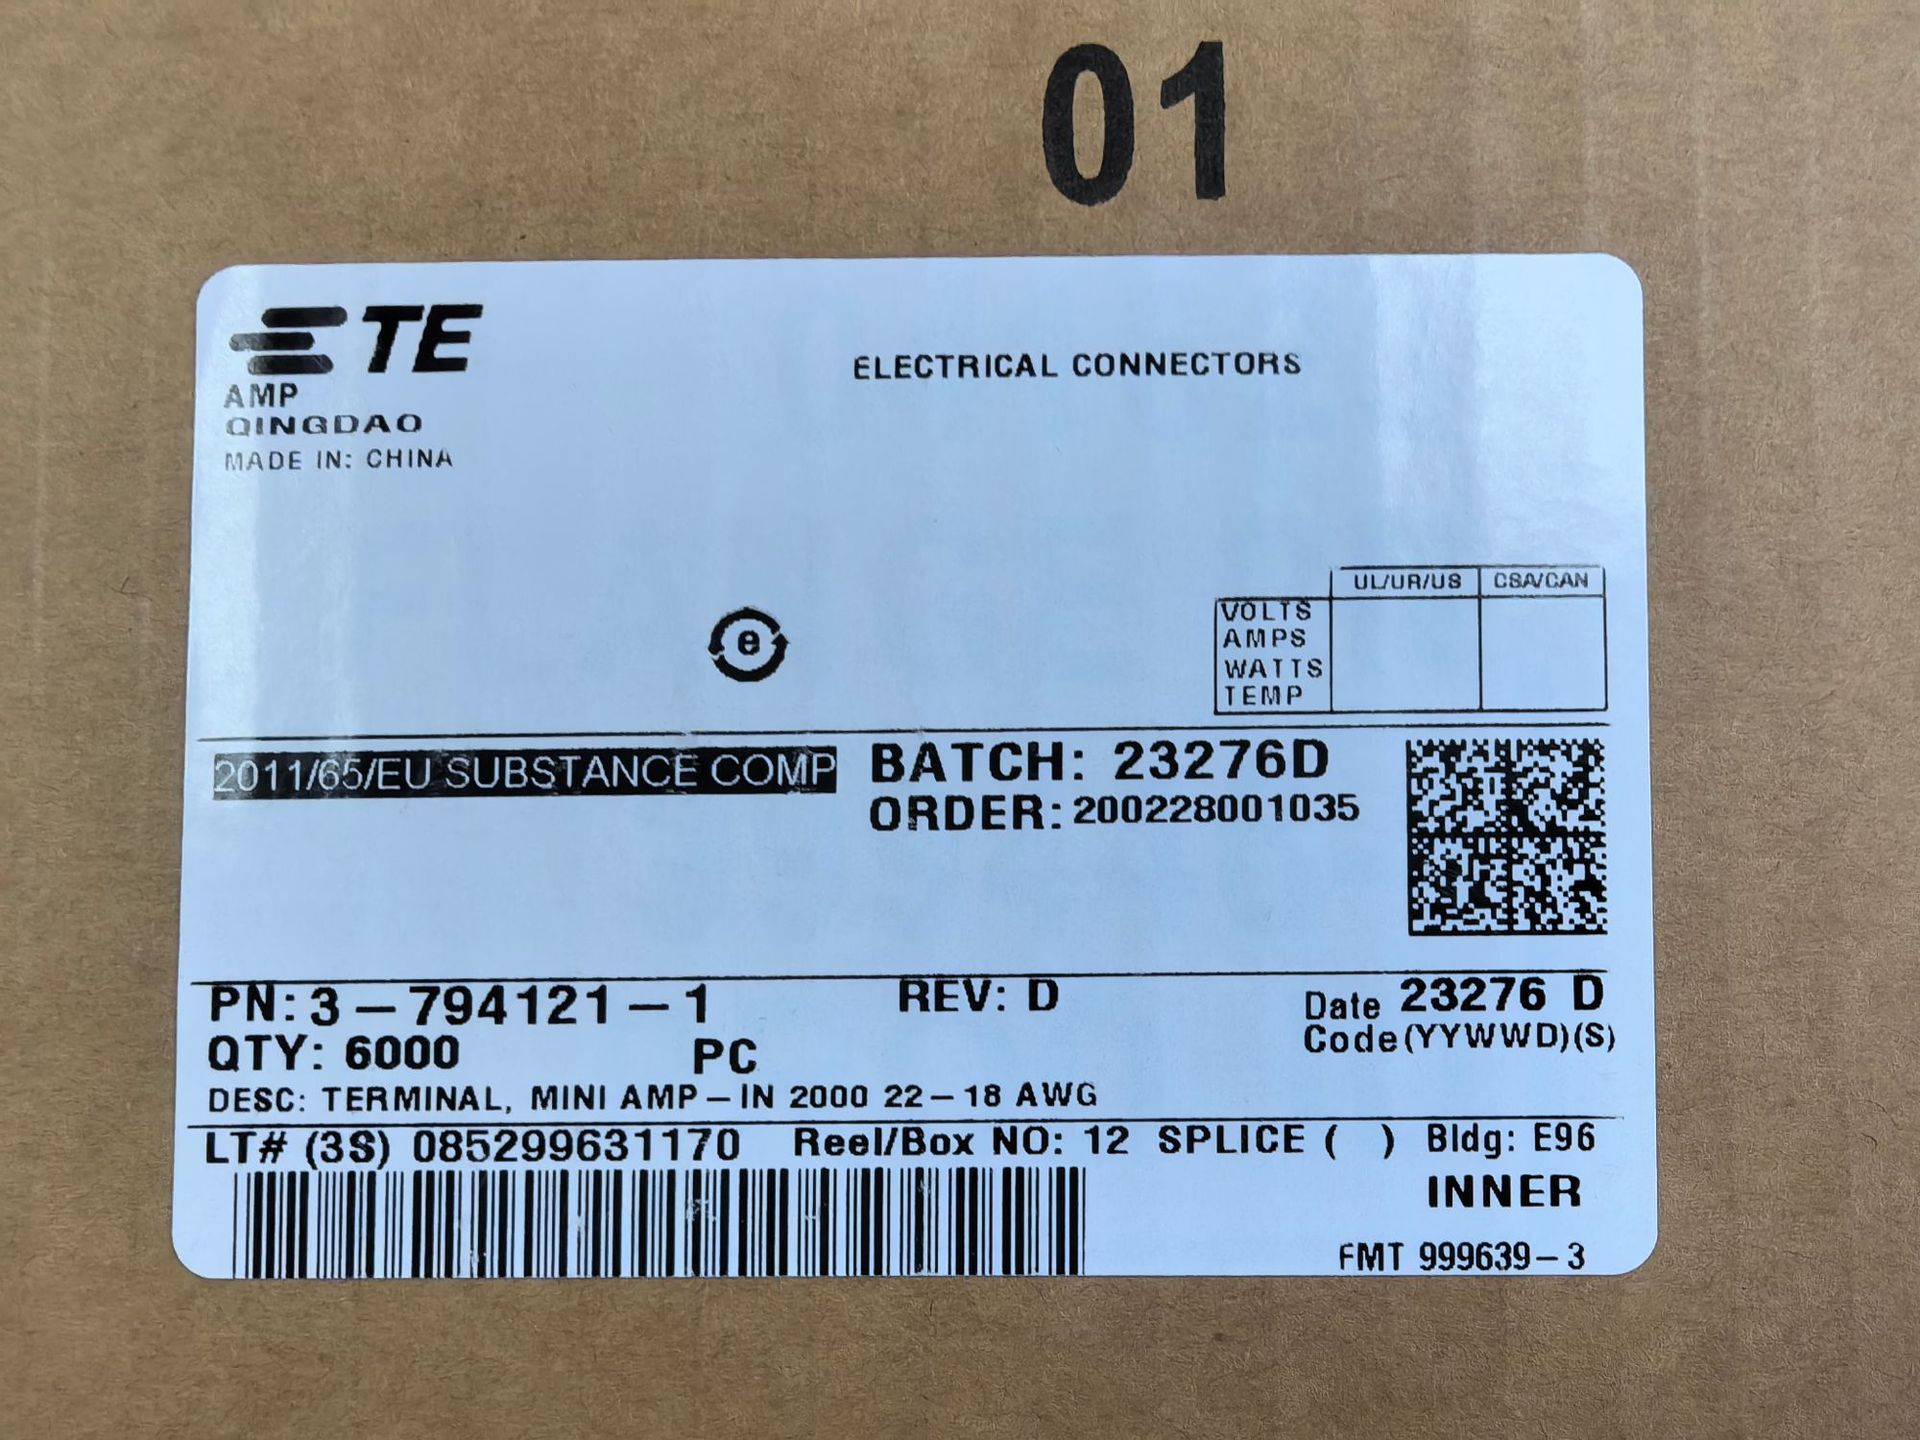 01
TE
AMP
QINGDAO
MADE IN: CHINA
ELECTRICAL CONNECTORS
e
UL/UR/US CSA/CAN
VOLTS
AMPS
WATTS
TEMP
2011/65/EU SUBSTANCE COMP
BATCH: 23276D
ORDER: 200228001035
PN: 3-794121-1 REV: D Date 23276 D
Code(YYWWD)(S)
QTY: 6000 PC
DESC: TERMINAL, MINI AMP-IN 2000 22-18 AWG
LT# (3S) 085299631170 Reel/Box NO: 12 SPLICE ( ) Bldg: E96
INNER
FMT 999639-3